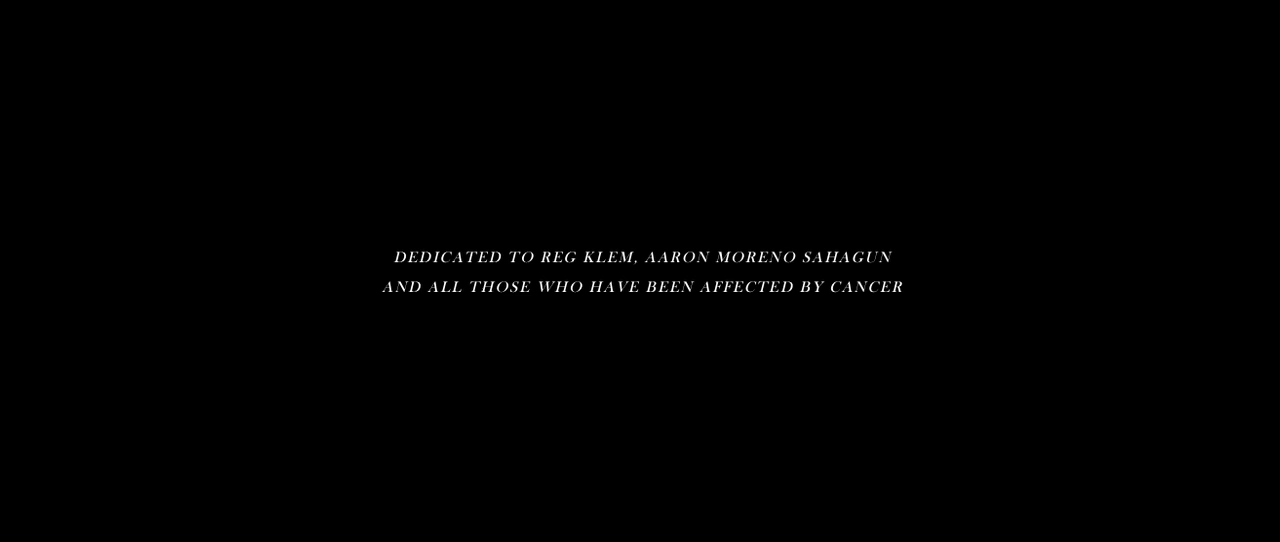 DEDICATED TO REG KLEM, AARON MORENO SAHAGUN
AND ALL THOSE WHO HAVE BEEN AFFECTED BY CANCER